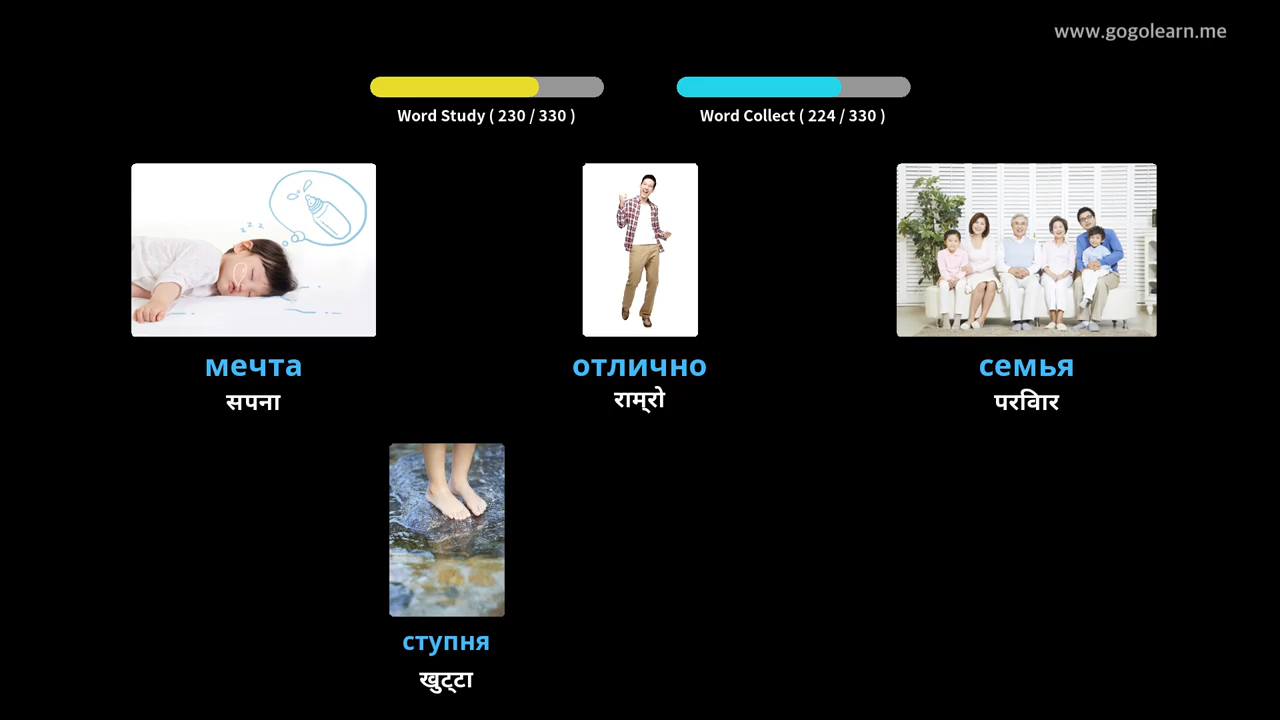 www.gogolearn.me
Word Study ( 230 / 330 )
Word Collect ( 224 / 330 )
z z z
мечта
सपना
отлично
राम्रो
семья
परिवार
ступня
खुट्टा